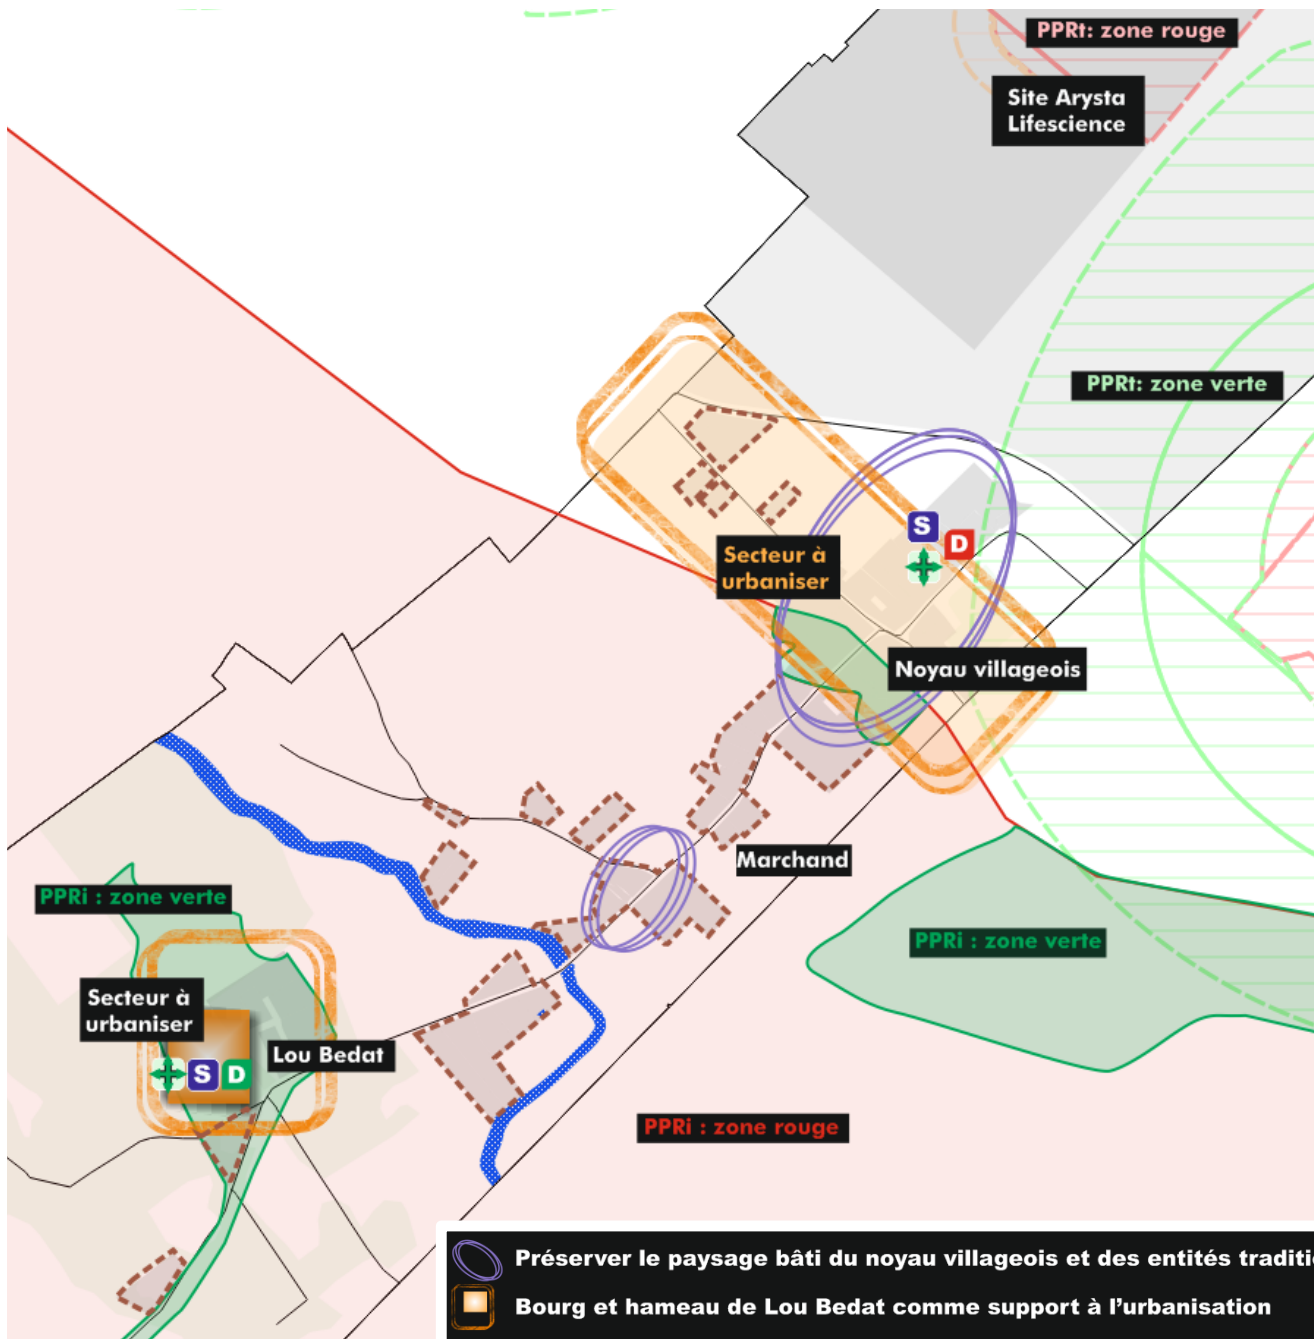 PPRt: zone rouge
Site Arysta
Lifescience
PPRt: zone verte
S
D
Secteur à
urbaniser
Noyau villageois
Marchand
PPRi : zone verte
PPRi : zone verte
Secteur à
urbaniser
Lou Bedat
S D
PPRi : zone rouge
Préserver le paysage bâti du noyau villageois et des entités traditi
Bourg et hameau de Lou Bedat comme support à l'urbanisation